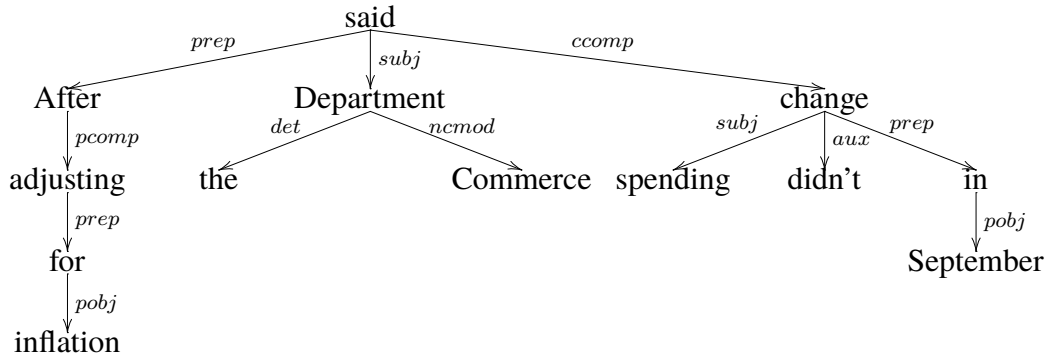 said
prep subj ccomp
After Department change
pcomp det ncmod subj aux prep
adjusting the Commerce spending didn't in
prep pobj
for September
pobj
inflation